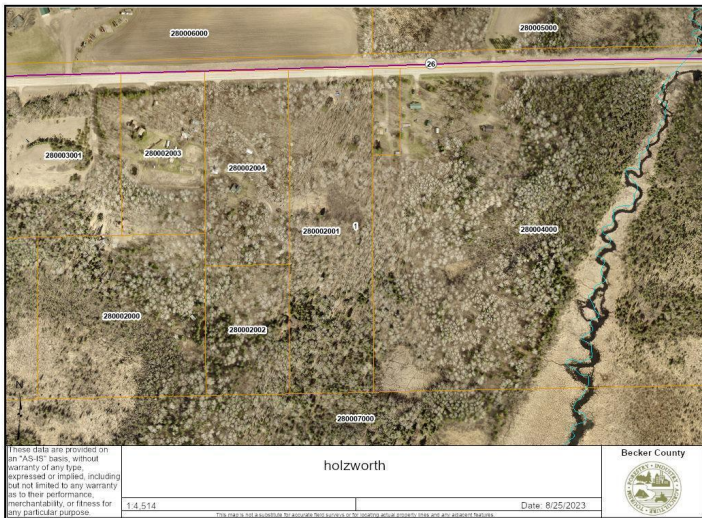 280006000
280005000
26
280003001
280002003
280002004
280002001
1
280004000
280002000
280002002
280007000
These data are provided on
an "AS-IS" basis, without
warranty of any type,
expressed or implied, including
but not limited to any warranty
as to their performance,
merchantability, or fitness for
any particular purpose.
holzworth
1:4,514
Date: 8/25/2023
This map is not a substitute for accurate field surveys or for locating actual property lines and any adjacent features.
Becker County